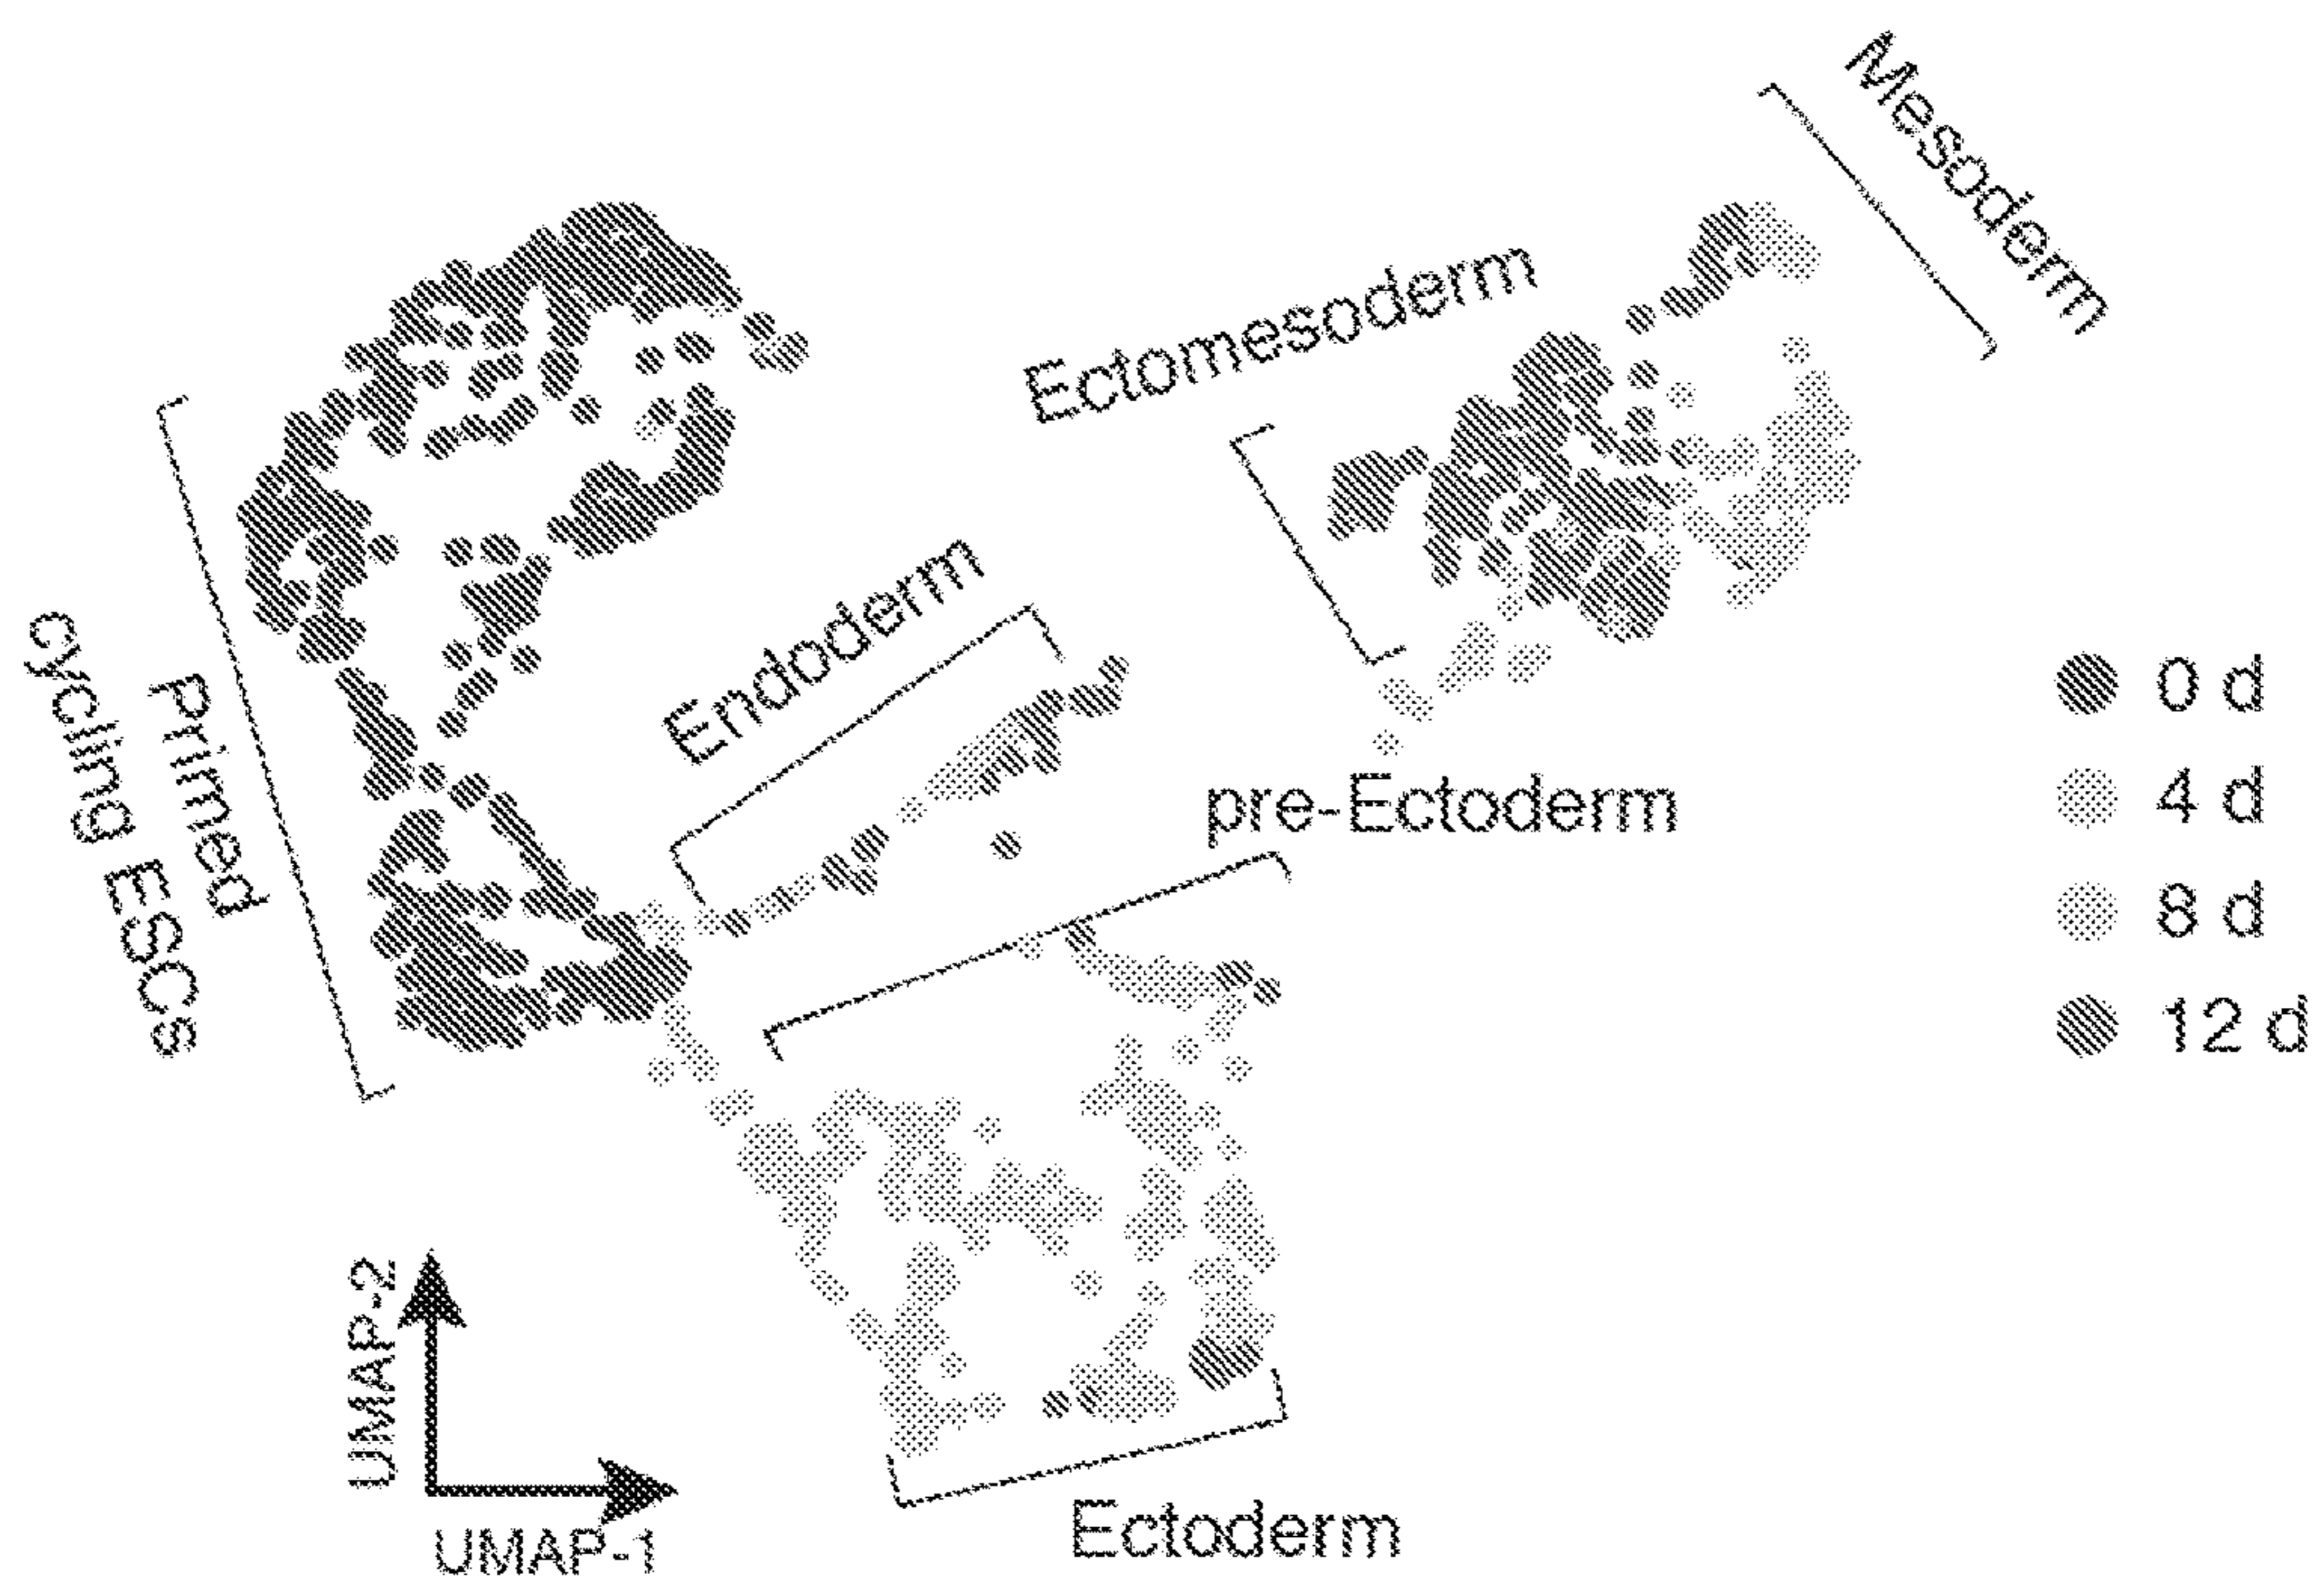 Mesoderm
Ectomesoderm
Endoderm
Primed
cycling ESCs
pre-Ectoderm
0 d
4 d
8 d
12 d
UMAP-2
UMAP-1
Ectoderm